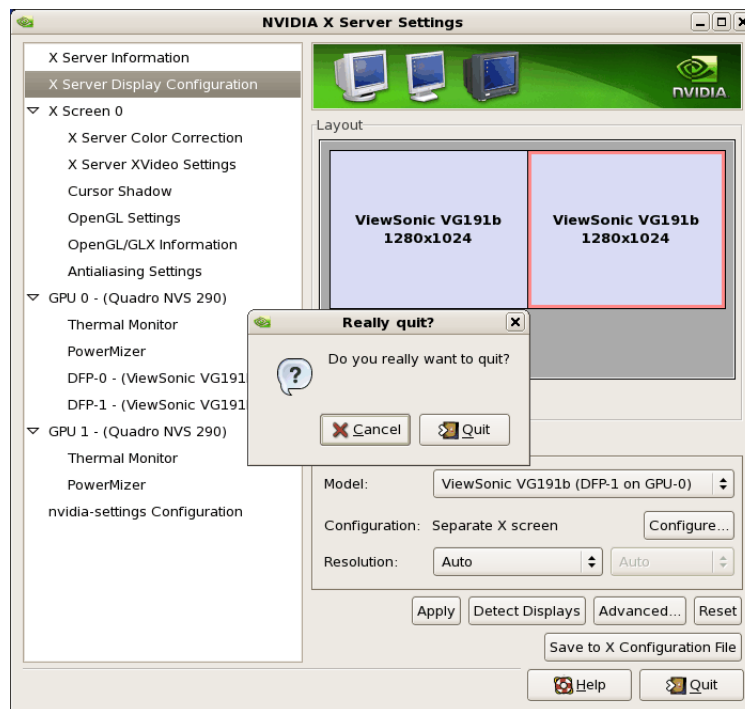 NVIDIA X Server Settings
X Server Information
X Server Display Configuration
X Screen 0
X Server Color Correction
X Server XVideo Settings
Cursor Shadow
OpenGL Settings
OpenGL/GLX Information
Antialiasing Settings
GPU 0 - (Quadro NVS 290)
Thermal Monitor
PowerMizer
DFP-0 - (ViewSonic VG191
DFP-1 - (ViewSonic VG191
GPU 1 - (Quadro NVS 290)
Thermal Monitor
PowerMizer
nvidia-settings Configuration
NVIDIA
Layout
ViewSonic VG191b
1280x1024
ViewSonic VG191b
1280x1024
Really quit?
Do you really want to quit?
Cancel
Quit
Model: ViewSonic VG191b (DFP-1 on GPU-0)
Configuration: Separate X screen Configure...
Resolution: Auto Auto
Apply Detect Displays Advanced... Reset
Save to X Configuration File
Help Quit